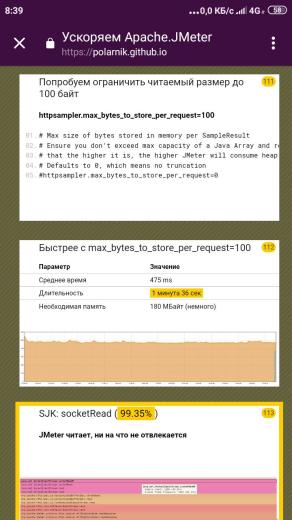 8:39
...0,0 КБ/с 4G 58
Ускоряем Apache.JMeter
https://polarnik.github.io
Попробуем ограничить читаемый размер до 111
100 байт
httpsampler.max_bytes_to_store_per_request=100
01. # Max size of bytes stored in memory per SampleResult
02. # Ensure you don't exceed max capacity of a Java Array and r
03. # that the higher it is, the higher JMeter will consume heap
04. # Defaults to 0, which means no truncation
05. #httpsampler.max_bytes_to_store_per_request=0
Быстрее с max_bytes_to_store_per_request=100 112
Параметр Значение
Среднее время 475 ms
Длительность 1 минута 36 сек
Необходимая память 180 МБайт (немного)
SJK: socketRead ( 99.35%) 113
JMeter читает, ни на что не отвлекается